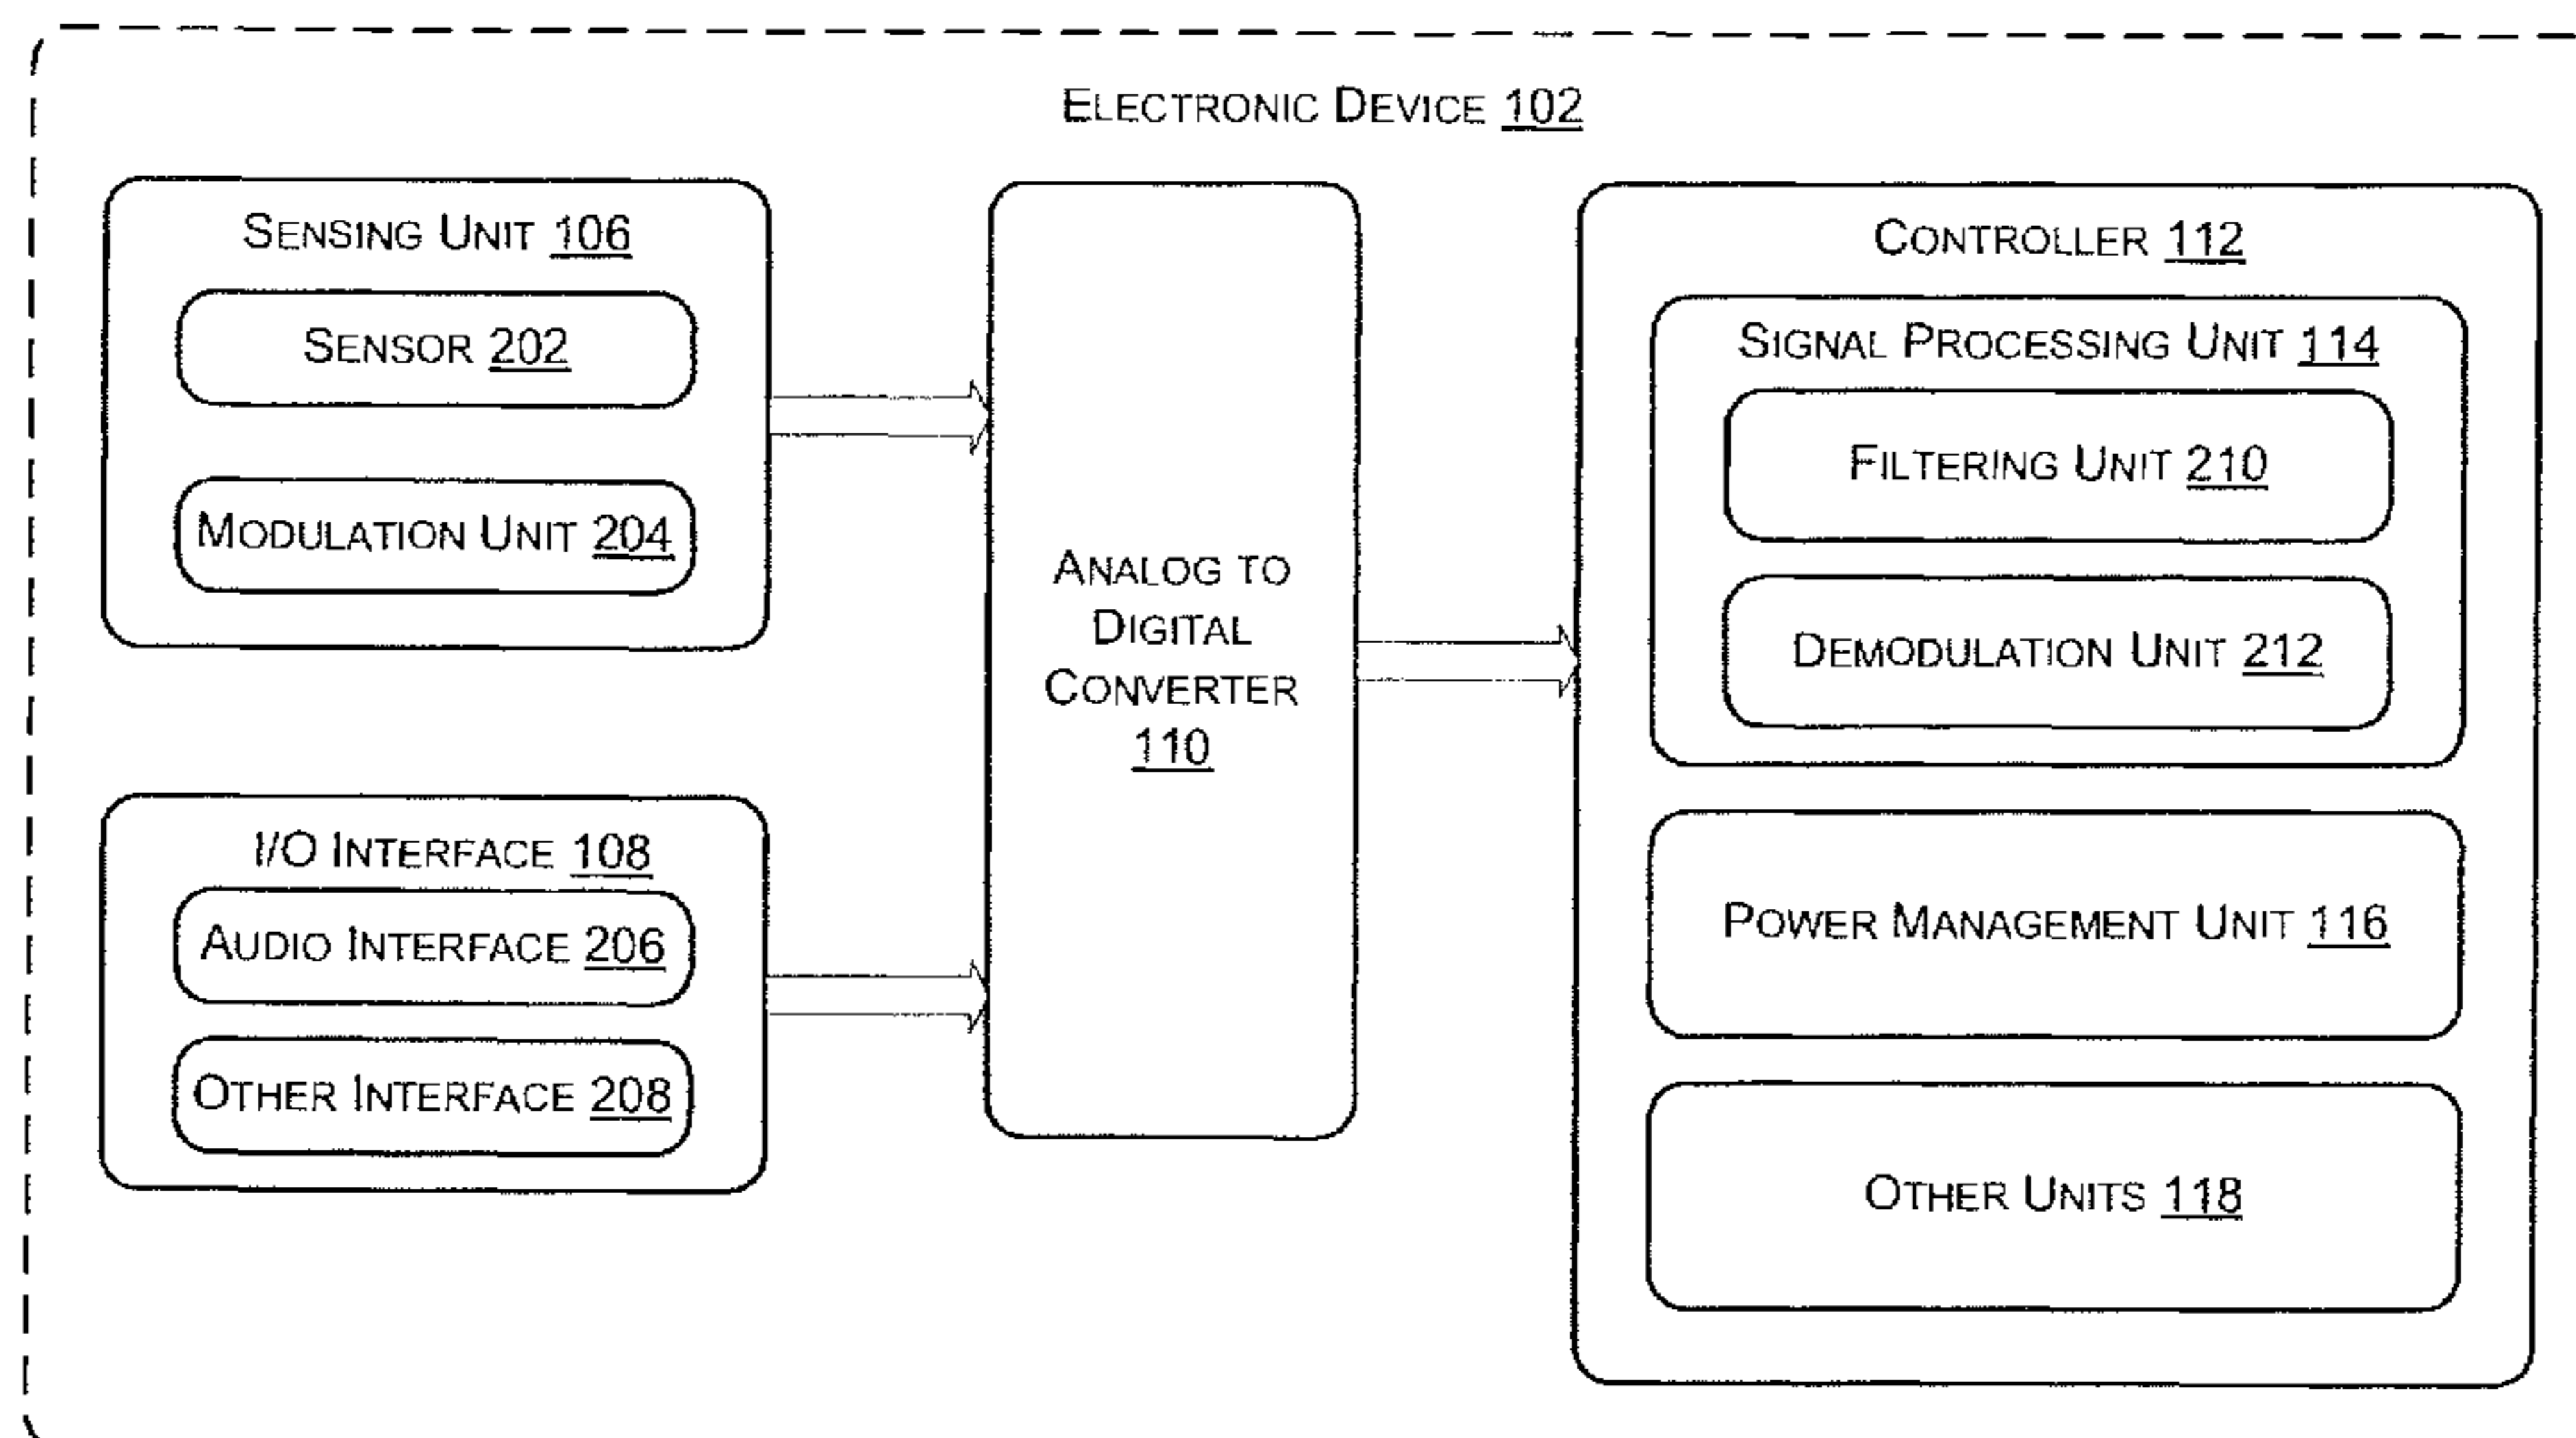 ELECTRONIC DEVICE 102
SENSING UNIT 106
SENSOR 202
MODULATION UNIT 204
I/O INTERFACE 108
AUDIO INTERFACE 206
OTHER INTERFACE 208
ANALOG TO
DIGITAL
CONVERTER
110
CONTROLLER 112
SIGNAL PROCESSING UNIT 114
FILTERING UNIT 210
DEMODULATION UNIT 212
POWER MANAGEMENT UNIT 116
OTHER UNITS 118